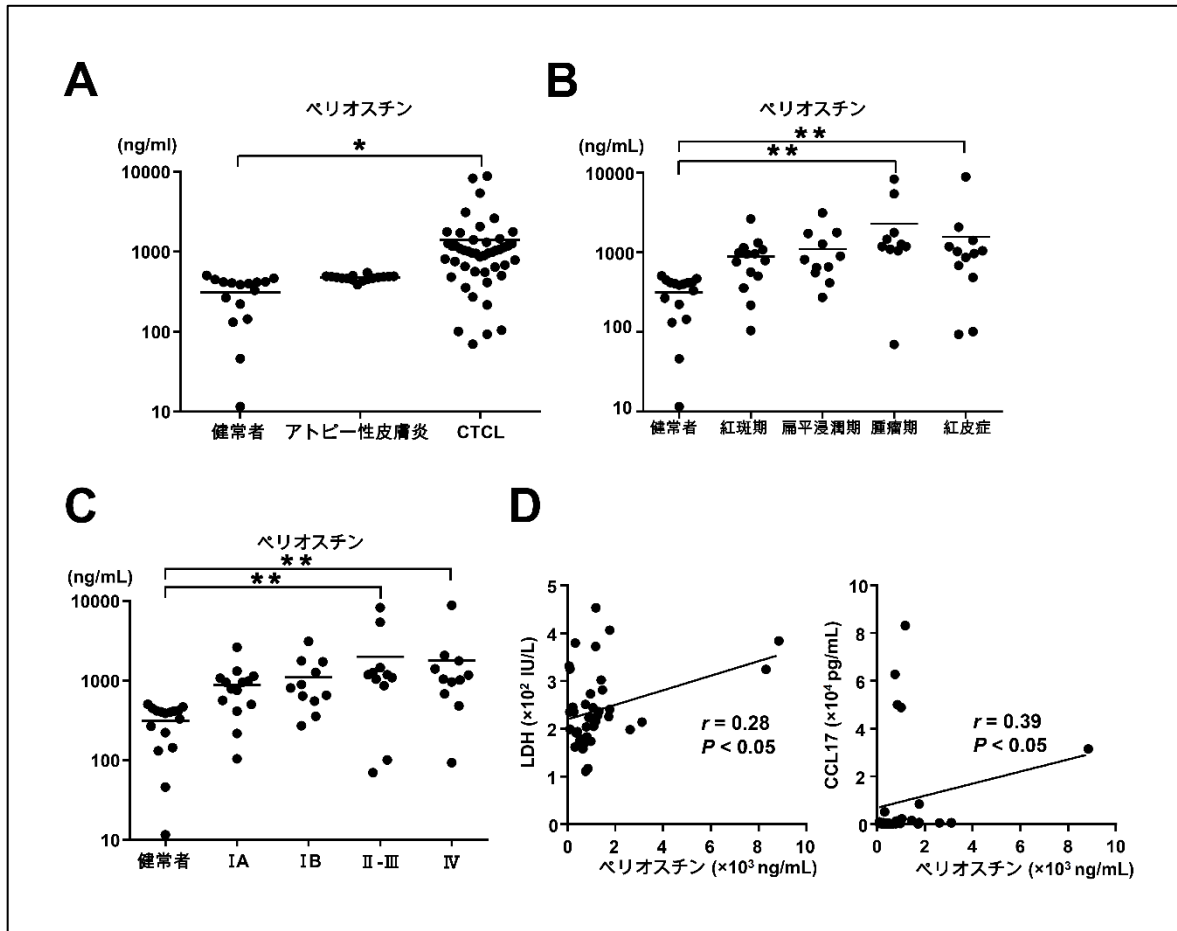 A
ペリオスチン
(ng/ml)
*
10000
1000
100
10
健常者 アトピー性皮膚炎 CTCL
B
ペリオスチン
(ng/mL)
**
**
10000
1000
100
10
健常者 紅斑期 扁平浸潤期 腫瘤期 紅皮症
C
ペリオスチン
(ng/mL)
**
**
10000
1000
100
10
健常者 ⅠA ⅠB Ⅱ-Ⅲ Ⅳ
D
LDH (×10² IU/L)
5
4
3
2
1
0
r = 0.28
P < 0.05
0 2 4 6 8 10
ペリオスチン (×10³ ng/mL)
CCL17 (×10⁴ pg/mL)
10
8
6
4
2
0
r = 0.39
P < 0.05
0 2 4 6 8 10
ペリオスチン (×10³ ng/mL)